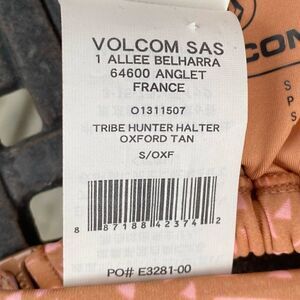 VOLCOM SAS
1 ALLEE BELHARRA
64600 ANGLET
FRANCE
O1311507
TRIBE HUNTER HALTER
OXFORD TAN
S/OXF
8 87188 42374 2
PO# E3281-00
COM
S
P
S